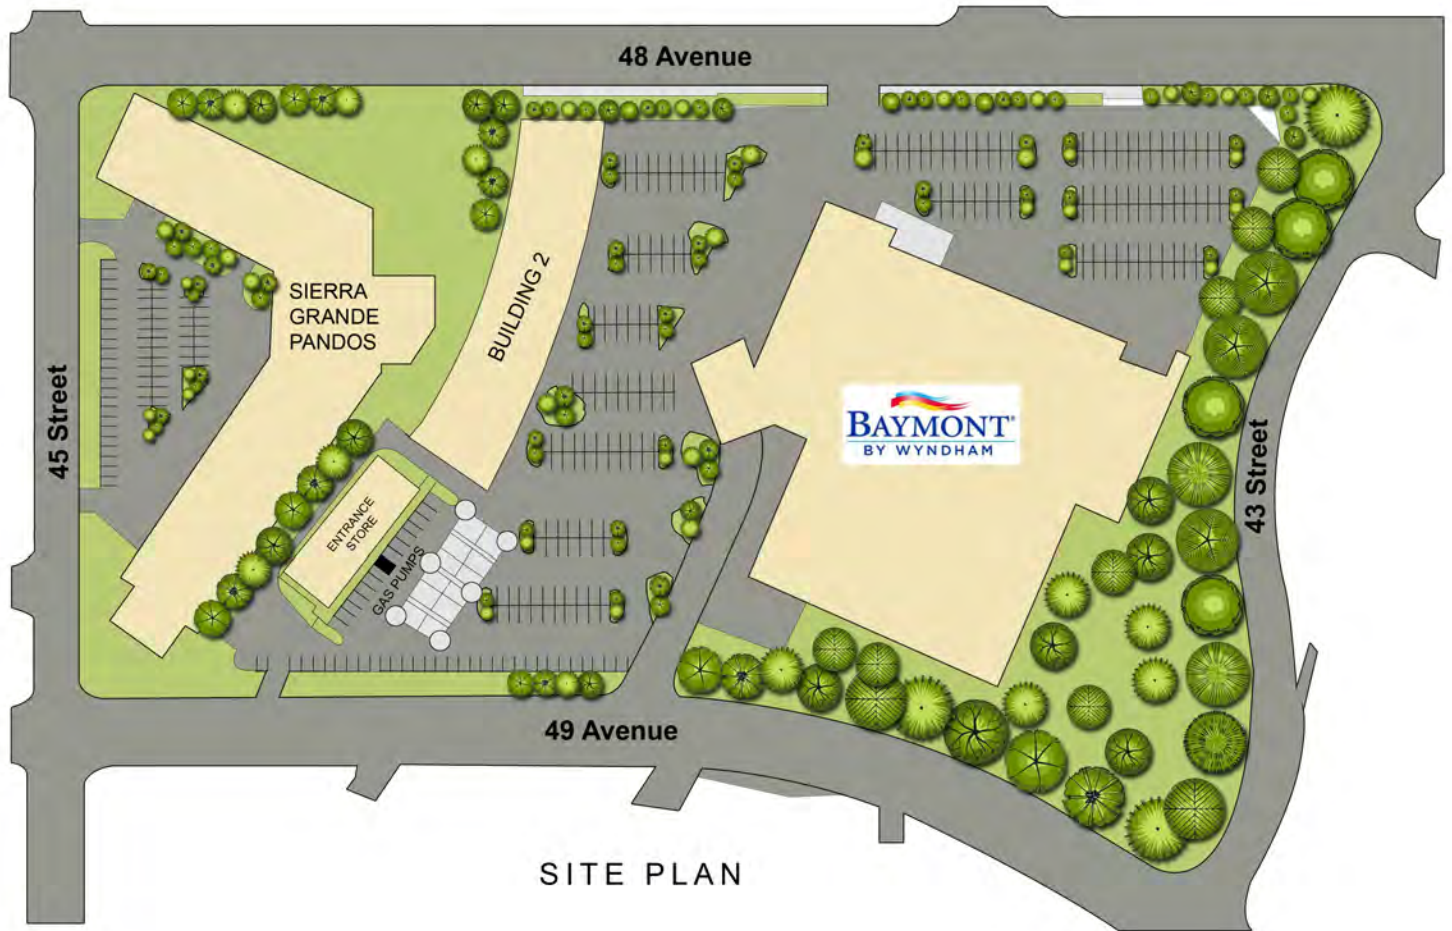 48 Avenue
SIERRA
GRANDE
PANDOS
BUILDING 2
45 Street
BAYMONT®
BY WYNDHAM
43 Street
ENTRANCE
STORE
GAS PUMPS
49 Avenue
SITE PLAN